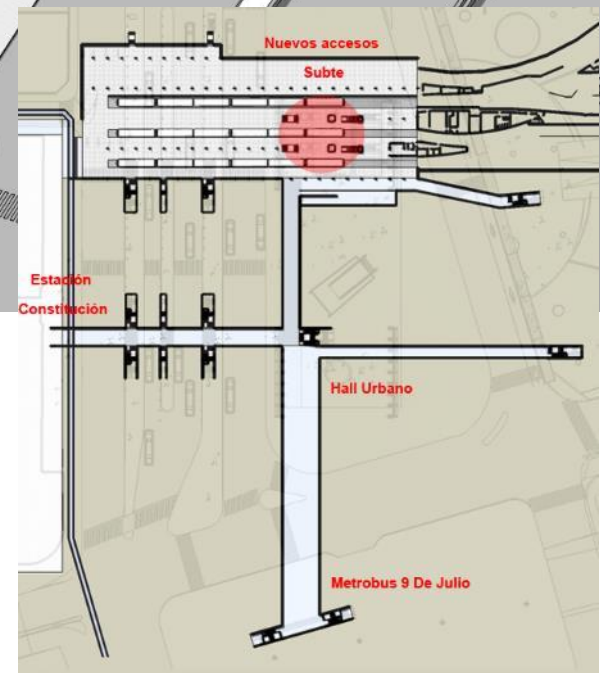 Nuevos accesos
Subte
Estación
Constitución
Hall Urbano
Metrobus 9 De Julio